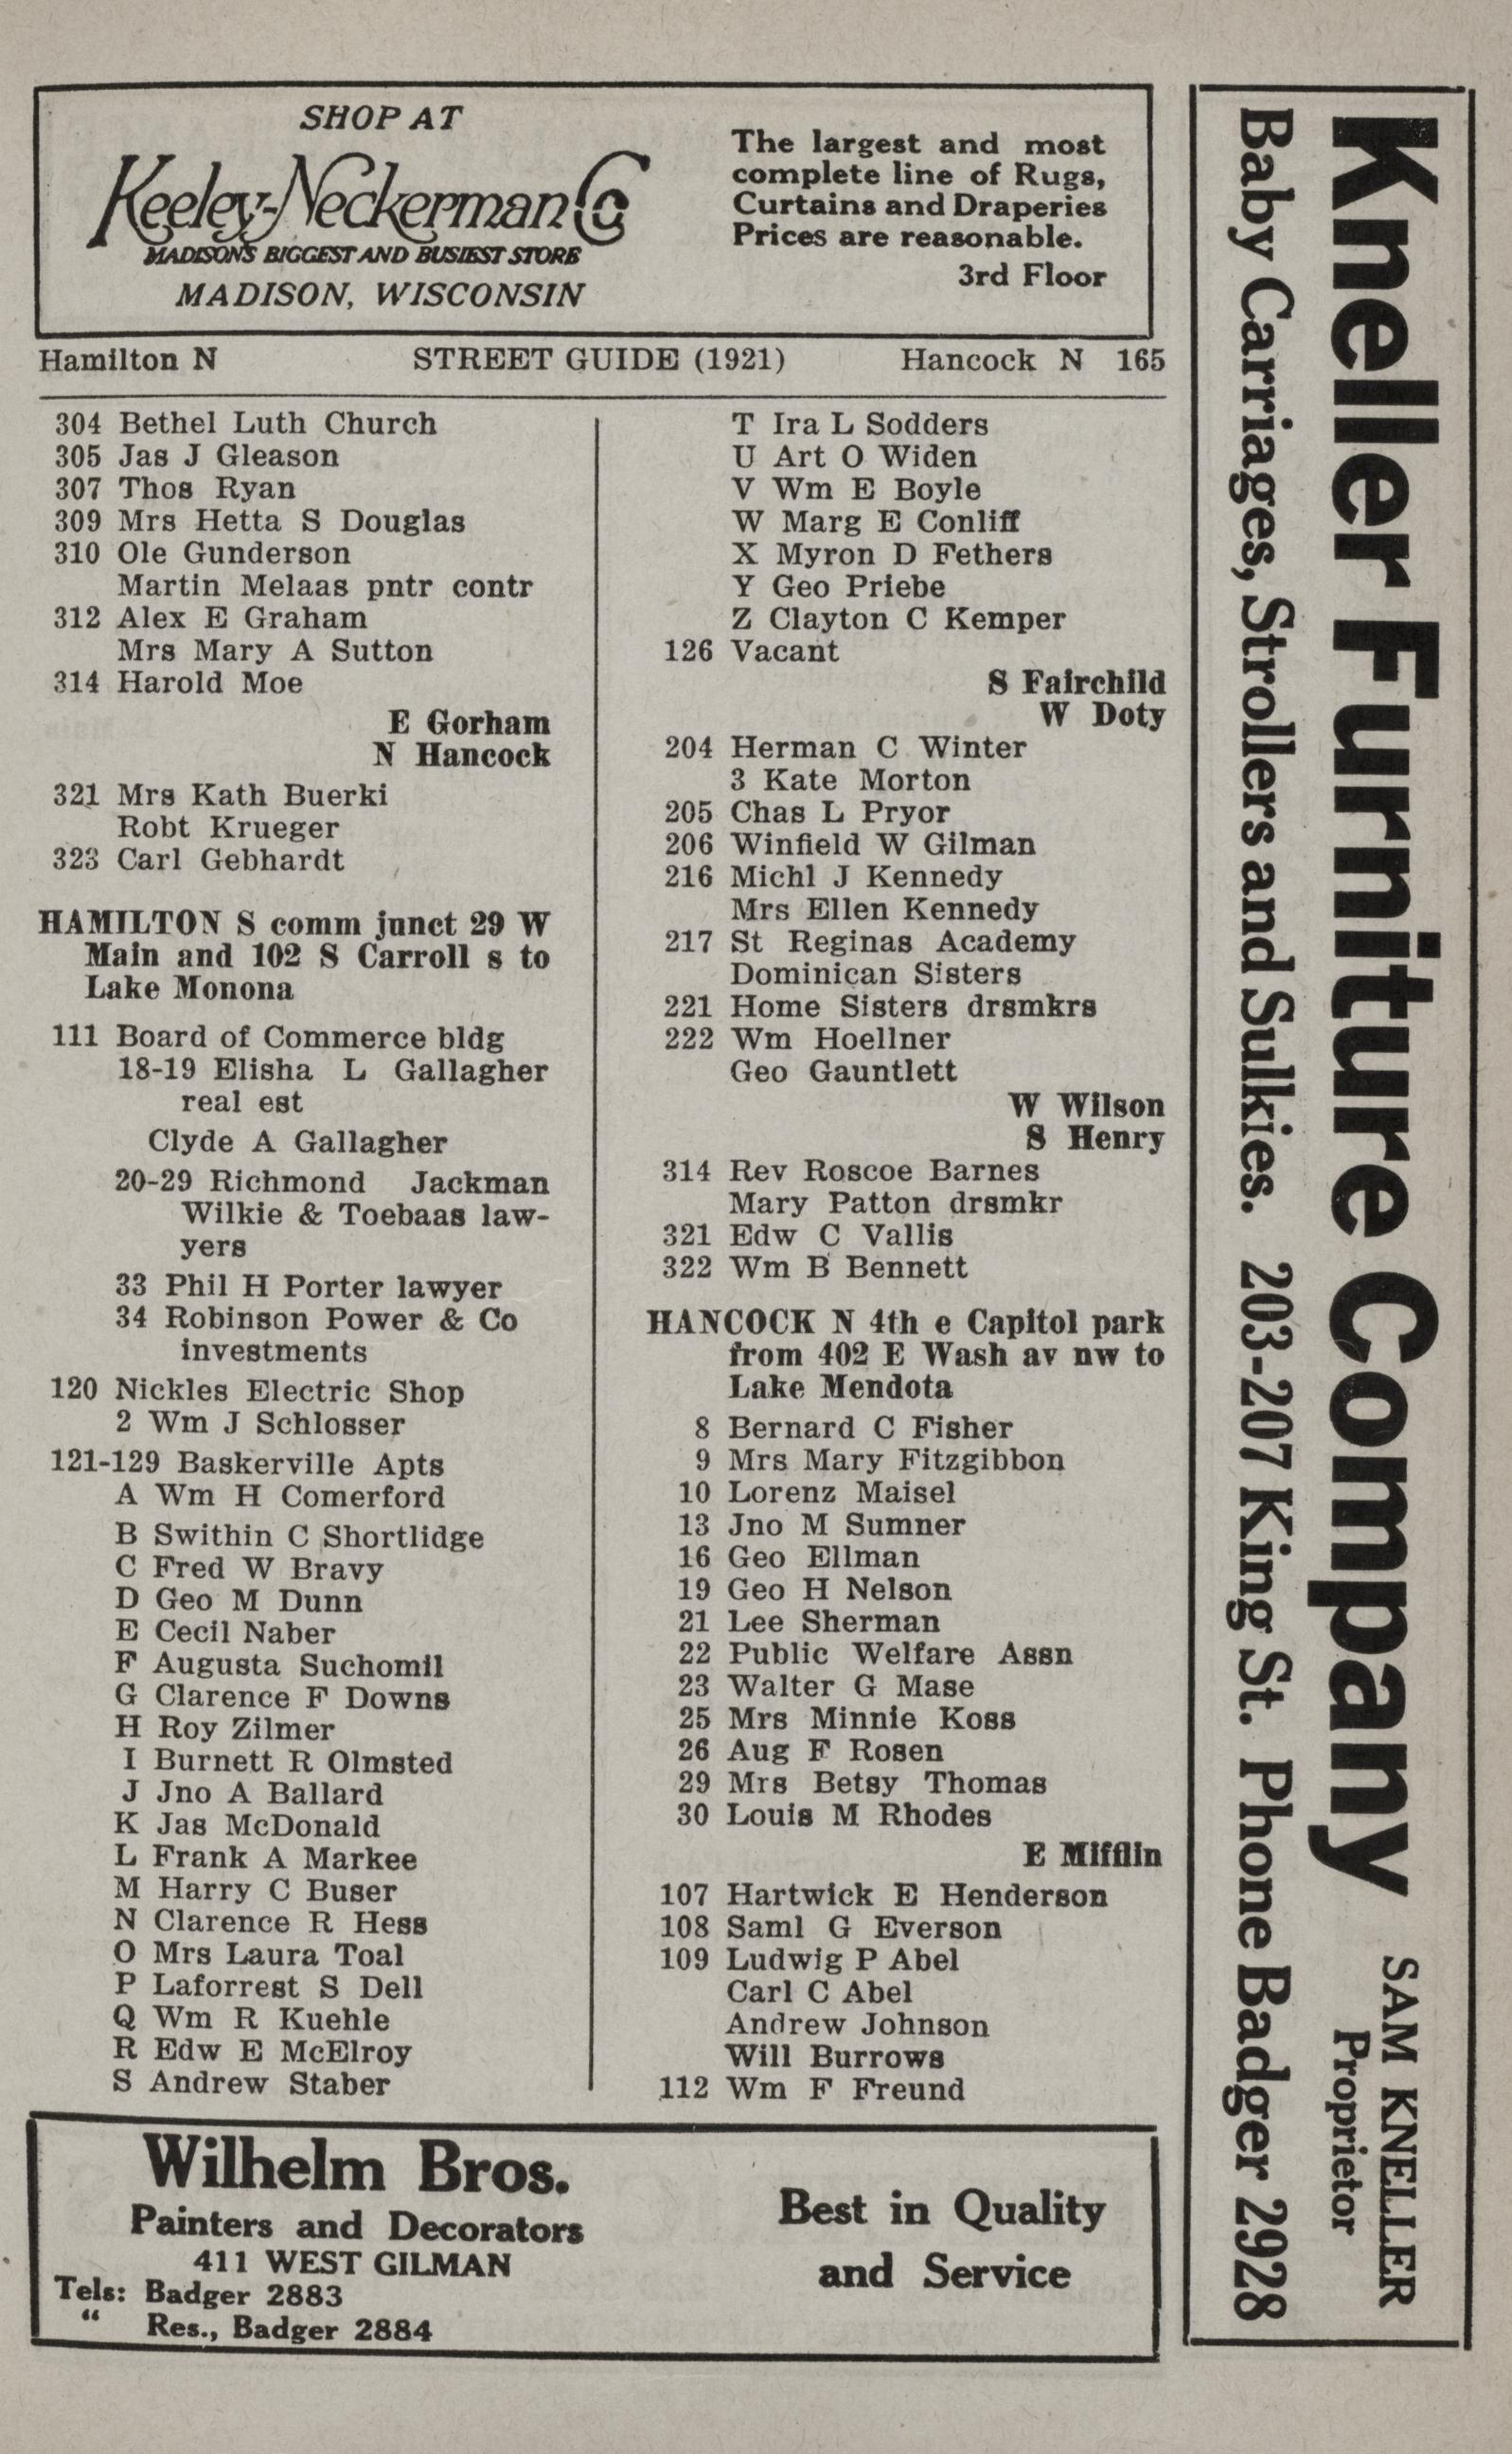 SHOP AT
Keeley-Neckerman Co
MADISON'S BIGGEST AND BUSIEST STORE
MADISON, WISCONSIN
The largest and most
complete line of Rugs,
Curtains and Draperies
Prices are reasonable.
3rd Floor
Hamilton N STREET GUIDE (1921) Hancock N 165
304 Bethel Luth Church
305 Jas J Gleason
307 Thos Ryan
309 Mrs Hetta S Douglas
310 Ole Gunderson
Martin Melaas pntr contr
312 Alex E Graham
Mrs Mary A Sutton
314 Harold Moe
E Gorham
N Hancock
321 Mrs Kath Buerki
Robt Krueger
323 Carl Gebhardt
HAMILTON S comm junct 29 W
Main and 102 S Carroll s to
Lake Monona
111 Board of Commerce bldg
18-19 Elisha L Gallagher
real est
Clyde A Gallagher
20-29 Richmond Jackman
Wilkie & Toebaas law-
yers
33 Phil H Porter lawyer
34 Robinson Power & Co
investments
120 Nickles Electric Shop
2 Wm J Schlosser
121-129 Baskerville Apts
A Wm H Comerford
B Swithin C Shortlidge
C Fred W Bravy
D Geo M Dunn
E Cecil Naber
F Augusta Suchomil
G Clarence F Downs
H Roy Zilmer
I Burnett R Olmsted
J Jno A Ballard
K Jas McDonald
L Frank A Markee
M Harry C Buser
N Clarence R Hess
O Mrs Laura Toal
P Laforrest S Dell
Q Wm R Kuehle
R Edw E McElroy
S Andrew Staber
T Ira L Sodders
U Art O Widen
V Wm E Boyle
W Marg E Conliff
X Myron D Fethers
Y Geo Priebe
Z Clayton C Kemper
126 Vacant
S Fairchild
W Doty
204 Herman C Winter
3 Kate Morton
205 Chas L Pryor
206 Winfield W Gilman
216 Michl J Kennedy
Mrs Ellen Kennedy
217 St Reginas Academy
Dominican Sisters
221 Home Sisters drsmkrs
222 Wm Hoellner
Geo Gauntlett
W Wilson
S Henry
314 Rev Roscoe Barnes
Mary Patton drsmkr
321 Edw C Vallis
322 Wm B Bennett
HANCOCK N 4th e Capitol park
from 402 E Wash av nw to
Lake Mendota
8 Bernard C Fisher
9 Mrs Mary Fitzgibbon
10 Lorenz Maisel
13 Jno M Sumner
16 Geo Ellman
19 Geo H Nelson
21 Lee Sherman
22 Public Welfare Assn
23 Walter G Mase
25 Mrs Minnie Koss
26 Aug F Rosen
29 Mrs Betsy Thomas
30 Louis M Rhodes
E Mifflin
107 Hartwick E Henderson
108 Saml G Everson
109 Ludwig P Abel
Carl C Abel
Andrew Johnson
Will Burrows
112 Wm F Freund
Wilhelm Bros.
Painters and Decorators
411 WEST GILMAN
Tels: Badger 2883
" Res., Badger 2884
Best in Quality
and Service
Kneller Furniture Company
SAM KNELLER
Proprietor
Baby Carriages, Strollers and Sulkies. 203-207 King St. Phone Badger 2928